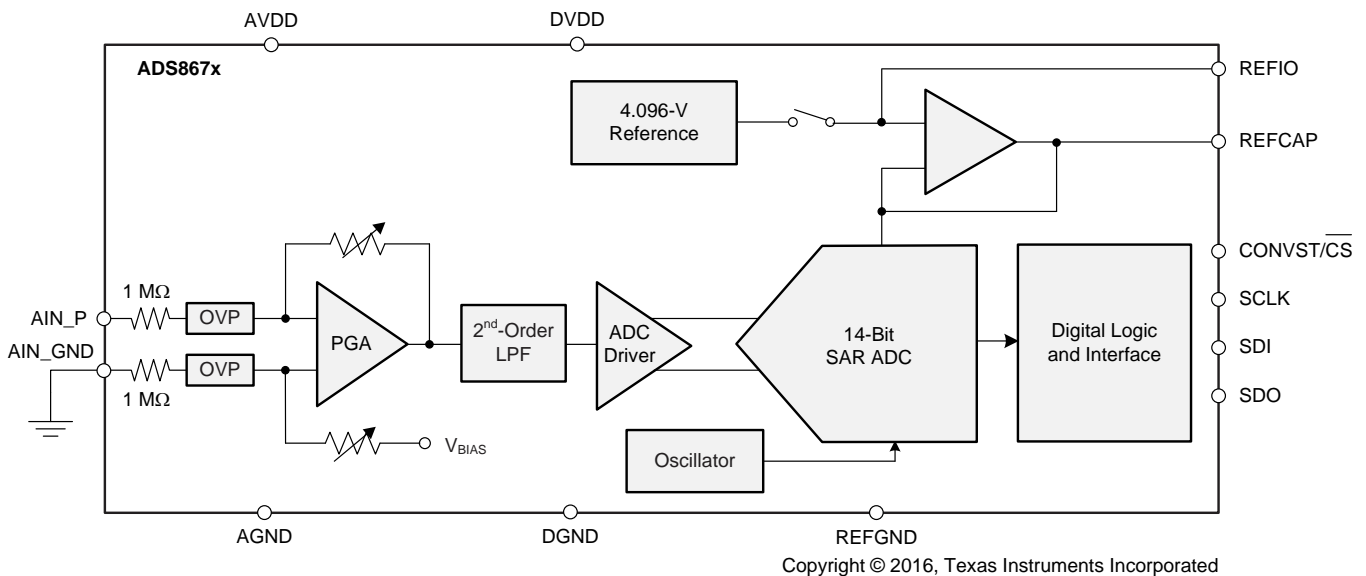 AVDD
DVDD
ADS867x
REFIO
4.096-V
Reference
REFCAP
CONVST/CS
1 MΩ
OVP
AIN_P
SCLK
AIN_GND
PGA
2nd-Order
LPF
ADC
Driver
14-Bit
SAR ADC
Digital Logic
and Interface
SDI
OVP
1 MΩ
SDO
VBIAS
Oscillator
AGND
DGND
REFGND
Copyright © 2016, Texas Instruments Incorporated